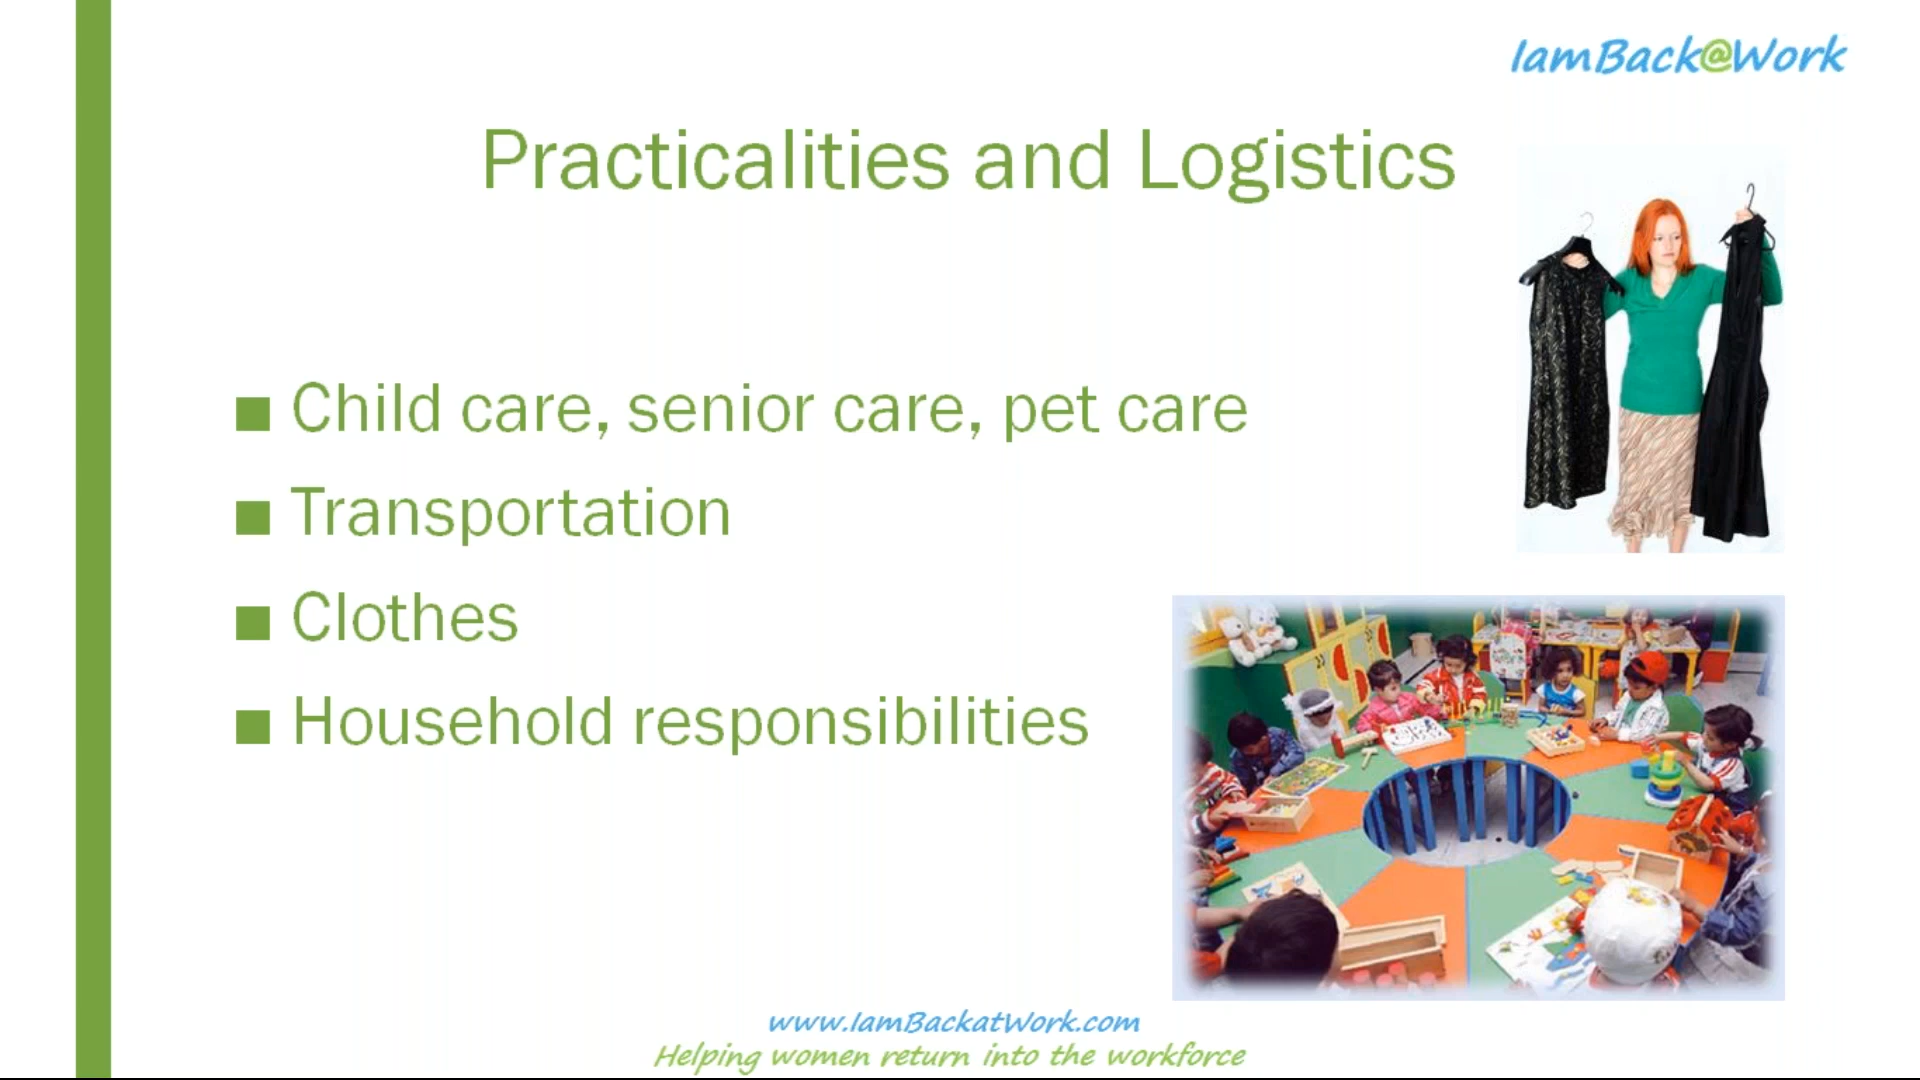 IamBack@Work
Practicalities and Logistics
Child care, senior care, pet care
Transportation
Clothes
Household responsibilities
www.IamBackatWork.com
Helping women return into the workforce